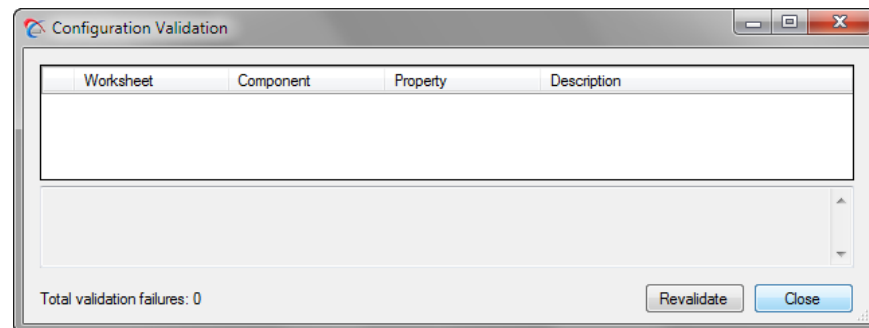 Configuration Validation
Worksheet Component Property Description
Total validation failures: 0 Revalidate Close